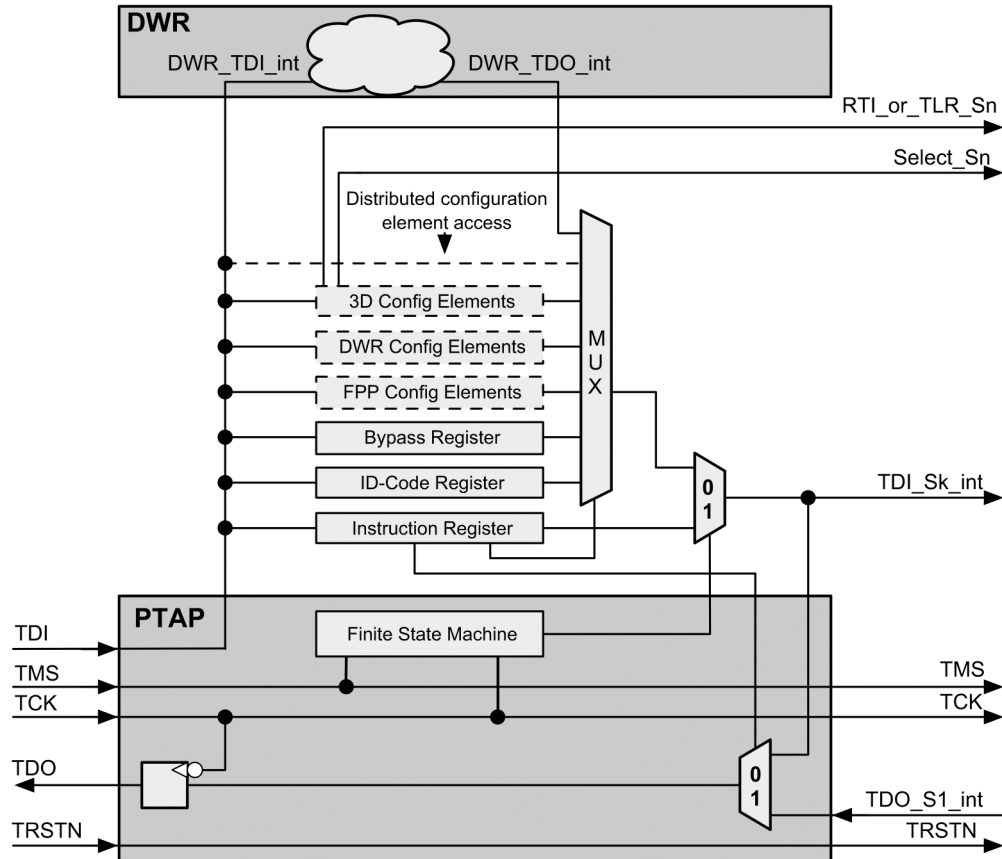 DWR
DWR_TDI_int
DWR_TDO_int
RTI_or_TLR_Sn
Select_Sn
Distributed configuration
element access
3D Config Elements
DWR Config Elements
FPP Config Elements
Bypass Register
ID-Code Register
Instruction Register
M
U
X
0
1
TDI_Sk_int
PTAP
Finite State Machine
TDI
TMS
TMS
TCK
TCK
TDO
0
1
TDO_S1_int
TRSTN
TRSTN